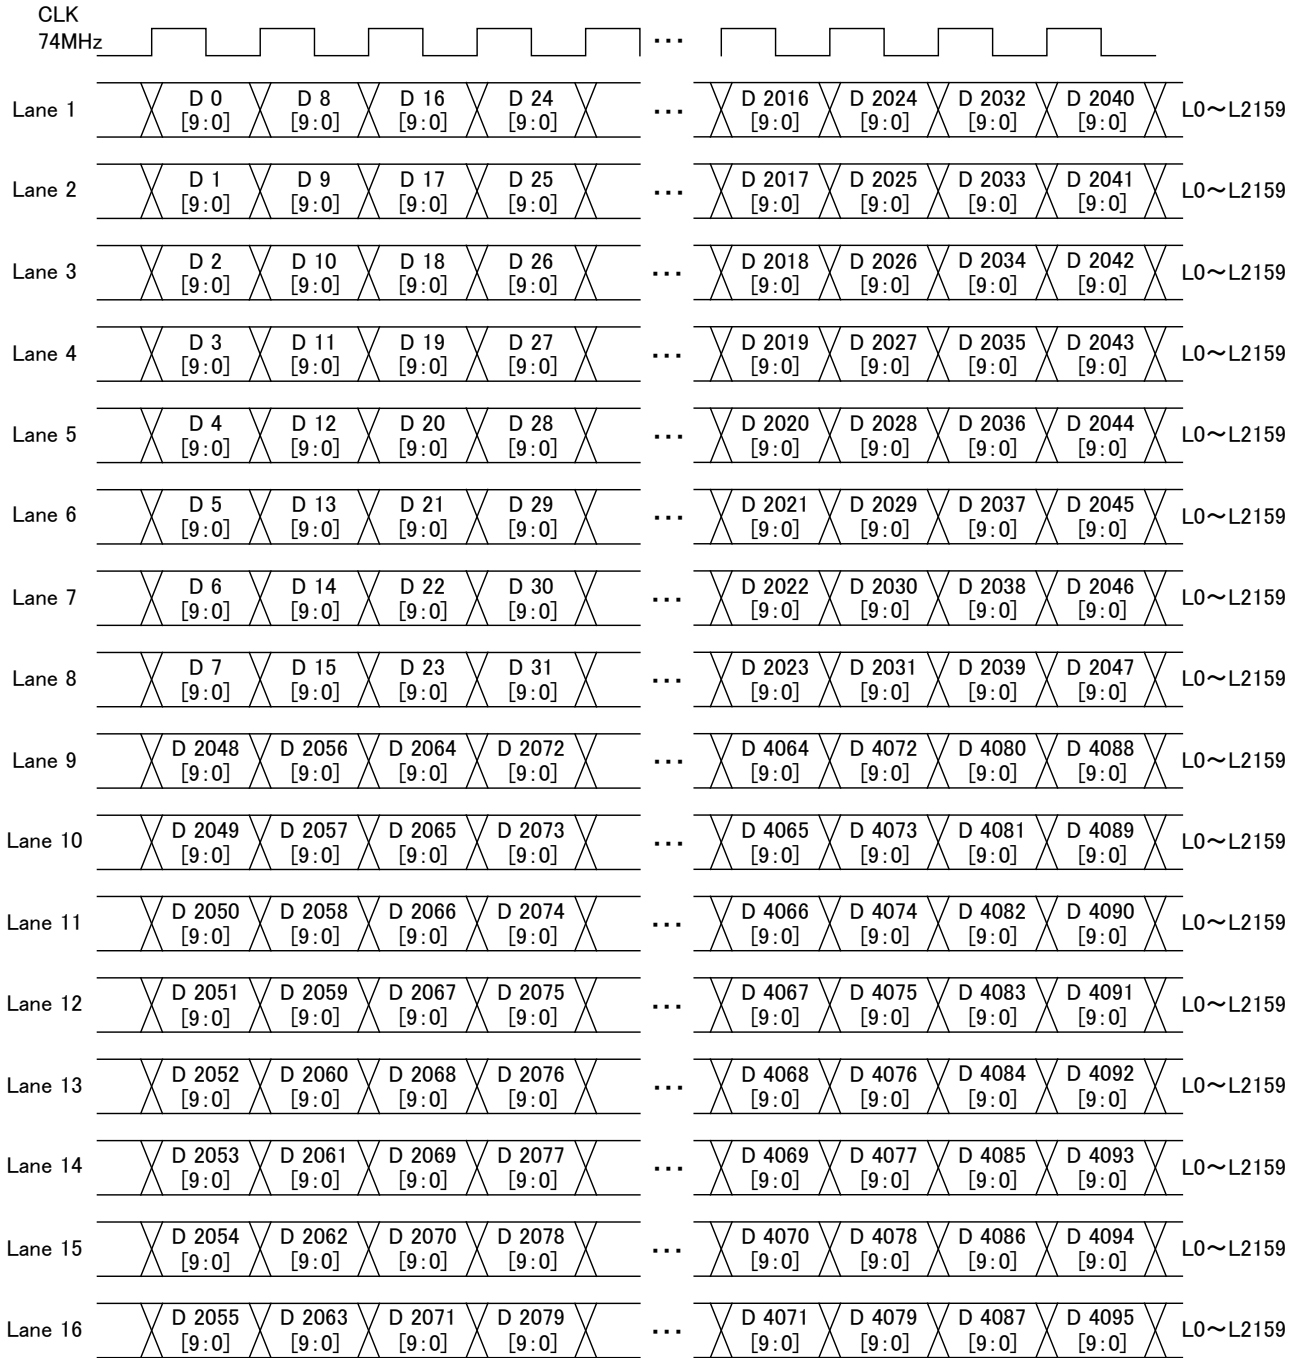 CLK
74MHz
...
Lane 1 D 0 D 8 D 16 D 24 ... D 2016 D 2024 D 2032 D 2040 L0~L2159
[9:0] [9:0] [9:0] [9:0] [9:0] [9:0] [9:0] [9:0]
Lane 2 D 1 D 9 D 17 D 25 ... D 2017 D 2025 D 2033 D 2041 L0~L2159
[9:0] [9:0] [9:0] [9:0] [9:0] [9:0] [9:0] [9:0]
Lane 3 D 2 D 10 D 18 D 26 ... D 2018 D 2026 D 2034 D 2042 L0~L2159
[9:0] [9:0] [9:0] [9:0] [9:0] [9:0] [9:0] [9:0]
Lane 4 D 3 D 11 D 19 D 27 ... D 2019 D 2027 D 2035 D 2043 L0~L2159
[9:0] [9:0] [9:0] [9:0] [9:0] [9:0] [9:0] [9:0]
Lane 5 D 4 D 12 D 20 D 28 ... D 2020 D 2028 D 2036 D 2044 L0~L2159
[9:0] [9:0] [9:0] [9:0] [9:0] [9:0] [9:0] [9:0]
Lane 6 D 5 D 13 D 21 D 29 ... D 2021 D 2029 D 2037 D 2045 L0~L2159
[9:0] [9:0] [9:0] [9:0] [9:0] [9:0] [9:0] [9:0]
Lane 7 D 6 D 14 D 22 D 30 ... D 2022 D 2030 D 2038 D 2046 L0~L2159
[9:0] [9:0] [9:0] [9:0] [9:0] [9:0] [9:0] [9:0]
Lane 8 D 7 D 15 D 23 D 31 ... D 2023 D 2031 D 2039 D 2047 L0~L2159
[9:0] [9:0] [9:0] [9:0] [9:0] [9:0] [9:0] [9:0]
Lane 9 D 2048 D 2056 D 2064 D 2072 ... D 4064 D 4072 D 4080 D 4088 L0~L2159
[9:0] [9:0] [9:0] [9:0] [9:0] [9:0] [9:0] [9:0]
Lane 10 D 2049 D 2057 D 2065 D 2073 ... D 4065 D 4073 D 4081 D 4089 L0~L2159
[9:0] [9:0] [9:0] [9:0] [9:0] [9:0] [9:0] [9:0]
Lane 11 D 2050 D 2058 D 2066 D 2074 ... D 4066 D 4074 D 4082 D 4090 L0~L2159
[9:0] [9:0] [9:0] [9:0] [9:0] [9:0] [9:0] [9:0]
Lane 12 D 2051 D 2059 D 2067 D 2075 ... D 4067 D 4075 D 4083 D 4091 L0~L2159
[9:0] [9:0] [9:0] [9:0] [9:0] [9:0] [9:0] [9:0]
Lane 13 D 2052 D 2060 D 2068 D 2076 ... D 4068 D 4076 D 4084 D 4092 L0~L2159
[9:0] [9:0] [9:0] [9:0] [9:0] [9:0] [9:0] [9:0]
Lane 14 D 2053 D 2061 D 2069 D 2077 ... D 4069 D 4077 D 4085 D 4093 L0~L2159
[9:0] [9:0] [9:0] [9:0] [9:0] [9:0] [9:0] [9:0]
Lane 15 D 2054 D 2062 D 2070 D 2078 ... D 4070 D 4078 D 4086 D 4094 L0~L2159
[9:0] [9:0] [9:0] [9:0] [9:0] [9:0] [9:0] [9:0]
Lane 16 D 2055 D 2063 D 2071 D 2079 ... D 4071 D 4079 D 4087 D 4095 L0~L2159
[9:0] [9:0] [9:0] [9:0] [9:0] [9:0] [9:0] [9:0]